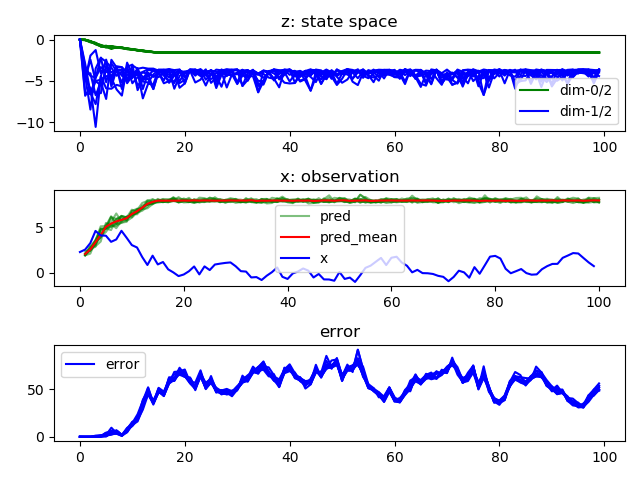 z: state space
0
−5
−10
dim-0/2
dim-1/2
0 20 40 60 80 100
x: observation
5
0
pred
pred_mean
x
0 20 40 60 80 100
error
error
50
0
0 20 40 60 80 100